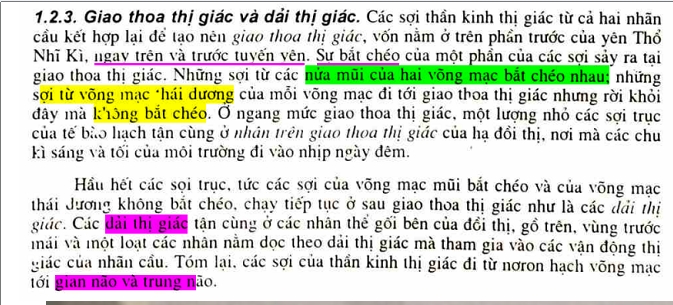 1.2.3. Giao thoa thị giác và dải thị giác. Các sợi thần kinh thị giác từ cả hai nhãn
cầu kết hợp lại để tạo nên giao thoa thị giác, vốn nằm ở trên phần trước của yên Thổ
Nhĩ Kì, ngay trên và trước tuyến yên. Sự bắt chéo của một phần của các sợi sảy ra tại
giao thoa thị giác. Những sợi từ các nửa mũi của hai võng mạc bắt chéo nhau; những
sợi từ võng mạc thái dương của mỗi võng mạc đi tới giao thoa thị giác nhưng rời khỏi
đây mà không bắt chéo. Ở ngang mức giao thoa thị giác, một lượng nhỏ các sợi trục
của tế bào hạch tận cùng ở nhân trên giao thoa thị giác của hạ đồi thị, nơi mà các chu
kì sáng và tối của môi trường đi vào nhịp ngày đêm.
Hầu hết các sợi trục, tức các sợi của võng mạc mũi bắt chéo và của võng mạc
thái dương không bắt chéo, chạy tiếp tục ở sau giao thoa thị giác như là các dải thị
giác. Các dải thị giác tận cùng ở các nhân thể gối bên của đồi thị, gò trên, vùng trước
mái và một loạt các nhân nằm dọc theo dải thị giác mà tham gia vào các vận động thị
giác của nhãn cầu. Tóm lại, các sợi của thần kinh thị giác đi từ nơron hạch võng mạc
tới gian não và trung não.